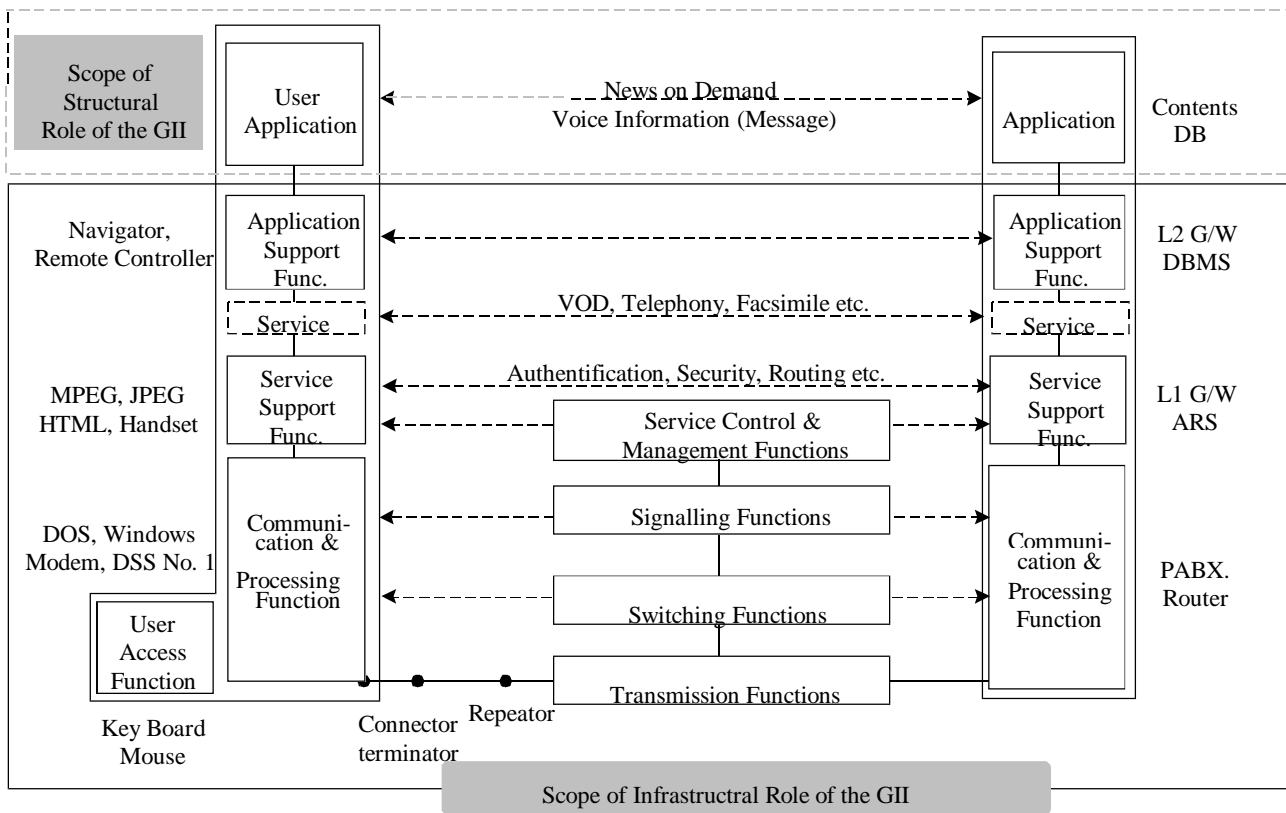 Scope of
Structural
Role of the GII
User
Application
News on Demand
Voice Information (Message)
Application
Contents
DB
Navigator,
Remote Controller
Application
Support
Func.
Application
Support
Func.
L2 G/W
DBMS
Service
VOD, Telephony, Facsimile etc.
Service
MPEG, JPEG
HTML, Handset
Service
Support
Func.
Authentification, Security, Routing etc.
Service Control &
Management Functions
Service
Support
Func.
L1 G/W
ARS
DOS, Windows
Modem, DSS No. 1
Communi-
cation &
Processing
Function
Signalling Functions
Switching Functions
Communi-
cation &
Processing
Function
PABX.
Router
User
Access
Function
Transmission Functions
Key Board
Mouse
Connector
terminator
Repeator
Scope of Infrastructral Role of the GII